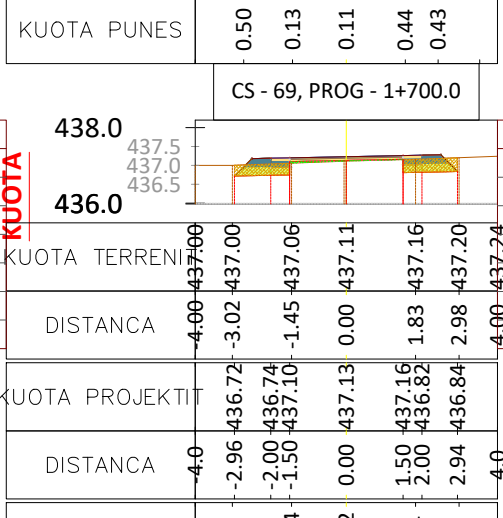 KUOTA PUNES 0.50 0.13 0.11 0.44 0.43
CS - 69, PROG - 1+700.0
438.0
437.5
437.0
436.5
436.0
KUOTA
KUOTA TERRENIT 437.00 437.00 437.06 437.11 437.16 437.20 437.24
DISTANCA -4.00 -3.02 -1.45 0.00 1.83 2.98 4.00
KUOTA PROJEKTIT 436.72 436.74 437.10 437.13 437.16 436.82 436.84
DISTANCA -4.0 -2.96 -2.00 -1.50 0.00 1.50 2.00 2.94 4.0